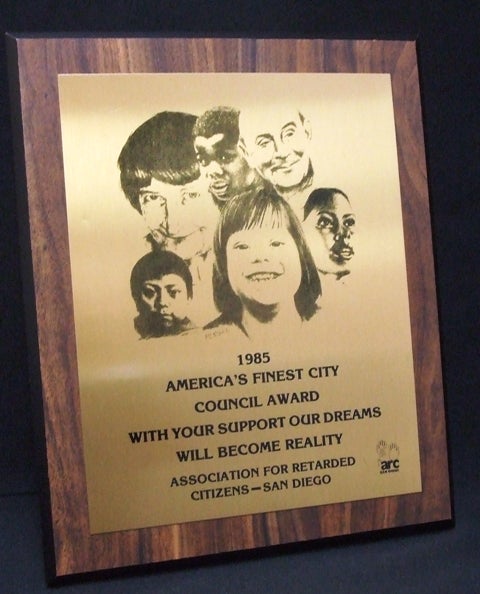 1985
AMERICA'S FINEST CITY
COUNCIL AWARD
WITH YOUR SUPPORT OUR DREAMS
WILL BECOME REALITY
ASSOCIATION FOR RETARDED
CITIZENS—SAN DIEGO
arc